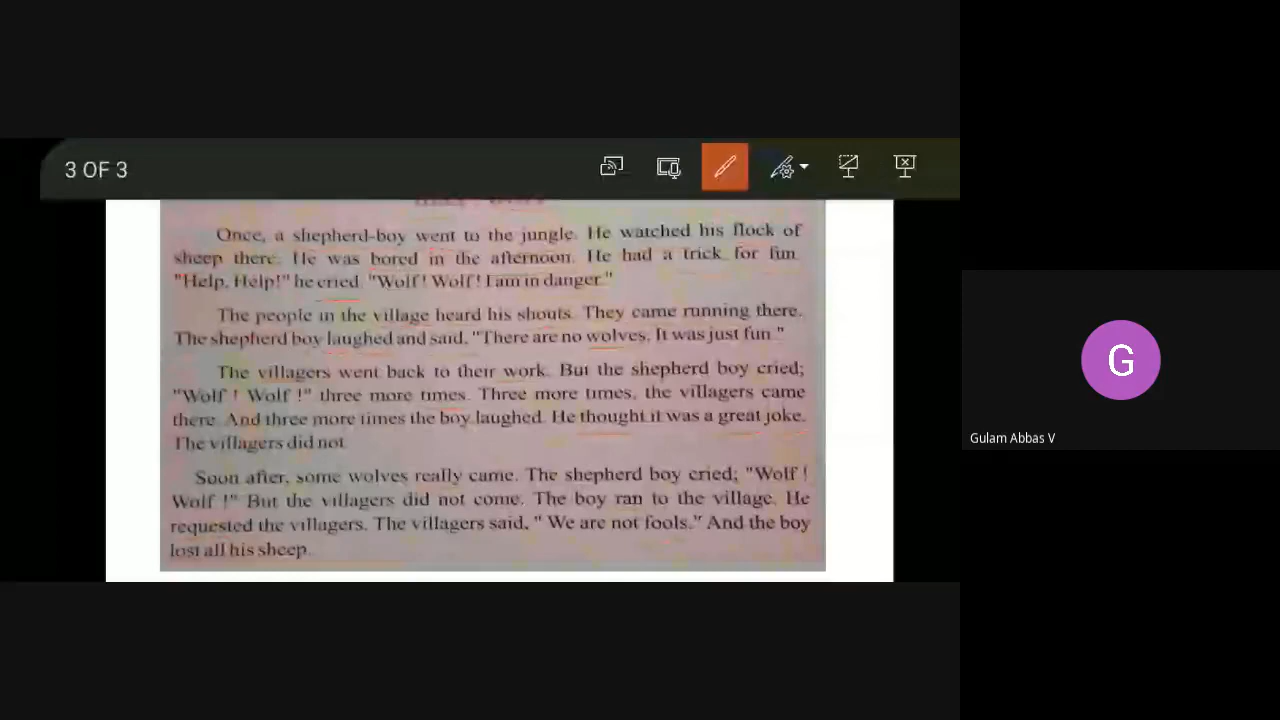 3 OF 3
Once, a shepherd-boy went to the jungle. He watched his flock of
sheep there. He was bored in the afternoon. He had a trick for fun.
"Help, Help!" he cried. "Wolf ! Wolf ! I am in danger."
The people in the village heard his shouts. They came running there.
The shepherd boy laughed and said, "There are no wolves. It was just fun."
The villagers went back to their work. But the shepherd boy cried;
"Wolf ! Wolf !" three more times. Three more times, the villagers came
there. And three more times the boy laughed. He thought it was a great joke.
The villagers did not.
Soon after, some wolves really came. The shepherd boy cried; "Wolf !
Wolf !" But the villagers did not come. The boy ran to the village. He
requested the villagers. The villagers said, " We are not fools." And the boy
lost all his sheep.
G
Gulam Abbas V